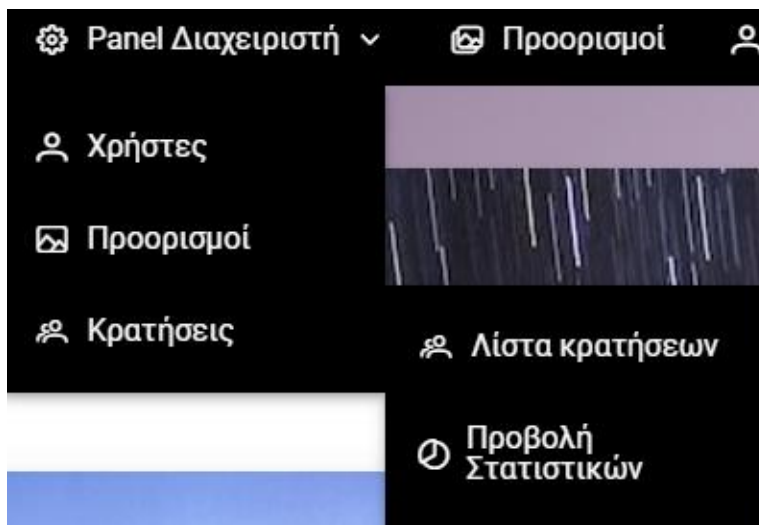 Panel Διαχειριστή
Προορισμοί
Χρήστες
Προορισμοί
Κρατήσεις
Λίστα κρατήσεων
Προβολή
Στατιστικών